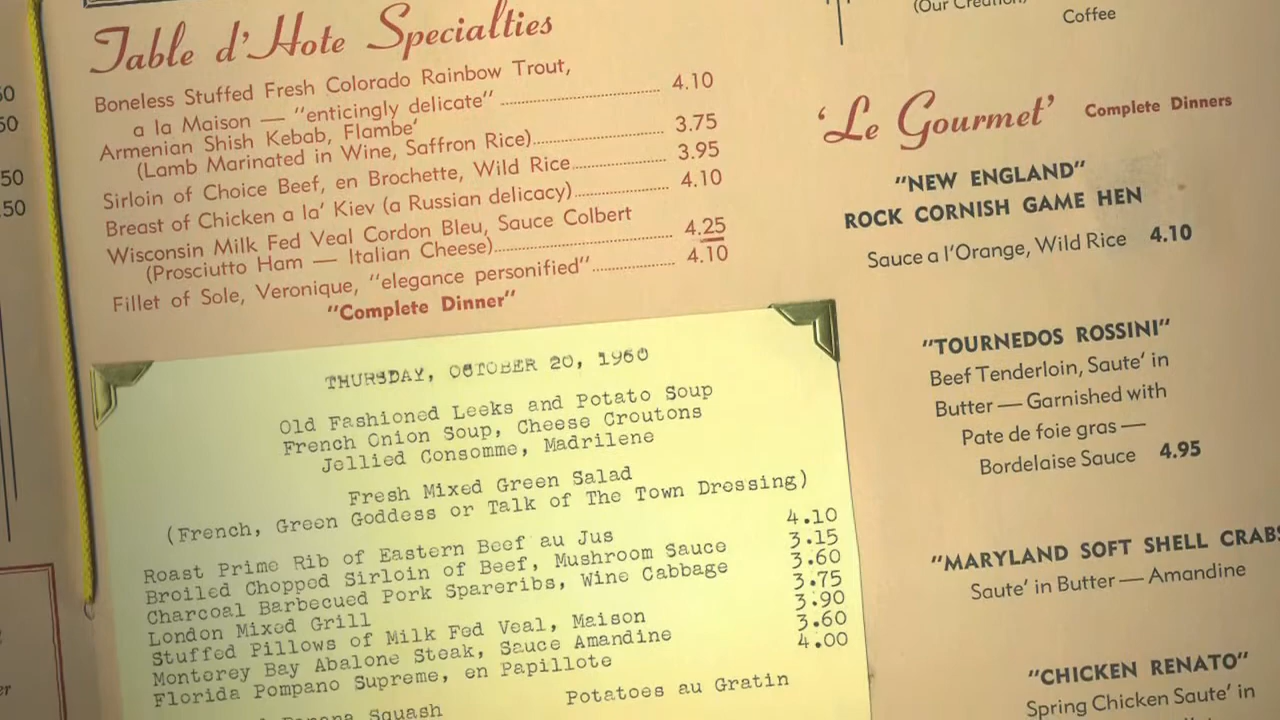 Table d'Hote Specialties
Boneless Stuffed Fresh Colorado Rainbow Trout,
a la Maison — "enticingly delicate" 4.10
Armenian Shish Kebab, Flambe'
(Lamb Marinated in Wine, Saffron Rice) 3.75
Sirloin of Choice Beef, en Brochette, Wild Rice 3.95
Breast of Chicken a la' Kiev (a Russian delicacy) 4.10
Wisconsin Milk Fed Veal Cordon Bleu, Sauce Colbert
(Prosciutto Ham — Italian Cheese) 4.25
Fillet of Sole, Veronique, "elegance personified" 4.10
"Complete Dinner"
THURSDAY, OCTOBER 20, 1960
Old Fashioned Leeks and Potato Soup
French Onion Soup, Cheese Croutons
Jellied Consomme, Madrilene
Fresh Mixed Green Salad
(French, Green Goddess or Talk of The Town Dressing)
Roast Prime Rib of Eastern Beef au Jus 4.10
Broiled Chopped Sirloin of Beef, Mushroom Sauce 3.15
Charcoal Barbecued Pork Spareribs, Wine Cabbage 3.60
London Mixed Grill 3.75
Stuffed Pillows of Milk Fed Veal, Maison 3.90
Monterey Bay Abalone Steak, Sauce Amandine 3.60
Florida Pompano Supreme, en Papillote 4.00
Potatoes au Gratin
Squash
(Our Creation)
Coffee
'Le Gourmet' Complete Dinners
"NEW ENGLAND"
ROCK CORNISH GAME HEN
Sauce a l'Orange, Wild Rice 4.10
"TOURNEDOS ROSSINI"
Beef Tenderloin, Saute' in
Butter — Garnished with
Pate de foie gras —
Bordelaise Sauce 4.95
"MARYLAND SOFT SHELL CRABS
Saute' in Butter — Amandine
"CHICKEN RENATO"
Spring Chicken Saute' in
50
.50